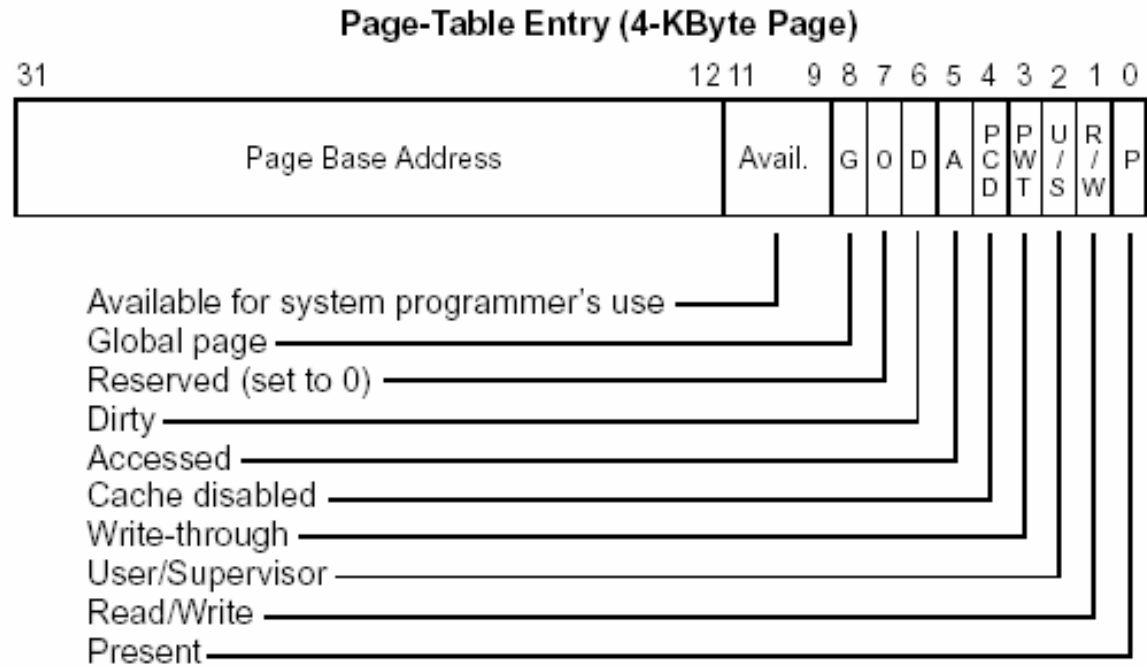 Page-Table Entry (4-KByte Page)
31 12 11 9 8 7 6 5 4 3 2 1 0
Page Base Address Avail. G 0 D A PCD PWT U/S R/W P
Available for system programmer's use
Global page
Reserved (set to 0)
Dirty
Accessed
Cache disabled
Write-through
User/Supervisor
Read/Write
Present